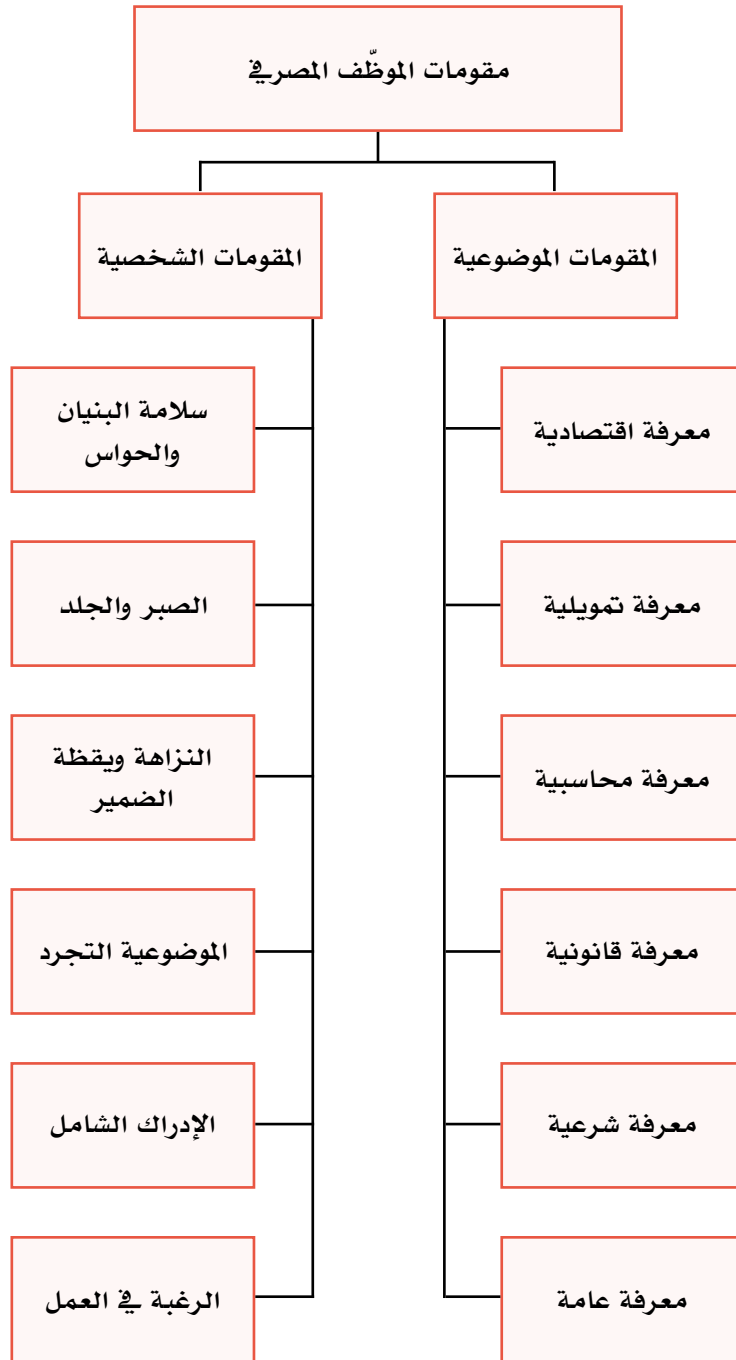 مقومات الموظّف المصرفي
المقومات الموضوعية
المقومات الشخصية
معرفة اقتصادية
معرفة تمويلية
معرفة محاسبية
معرفة قانونية
معرفة شرعية
معرفة عامة
سلامة البنيان
والحواس
الصبر والجلد
النزاهة ويقظة
الضمير
الموضوعية التجرد
الإدراك الشامل
الرغبة في العمل